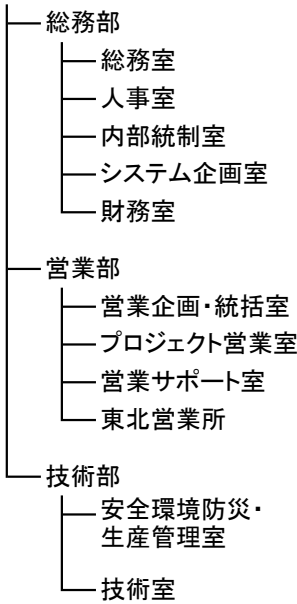 総務部
総務室
人事室
内部統制室
システム企画室
財務室
営業部
営業企画・統括室
プロジェクト営業室
営業サポート室
東北営業所
技術部
安全環境防災・
生産管理室
技術室